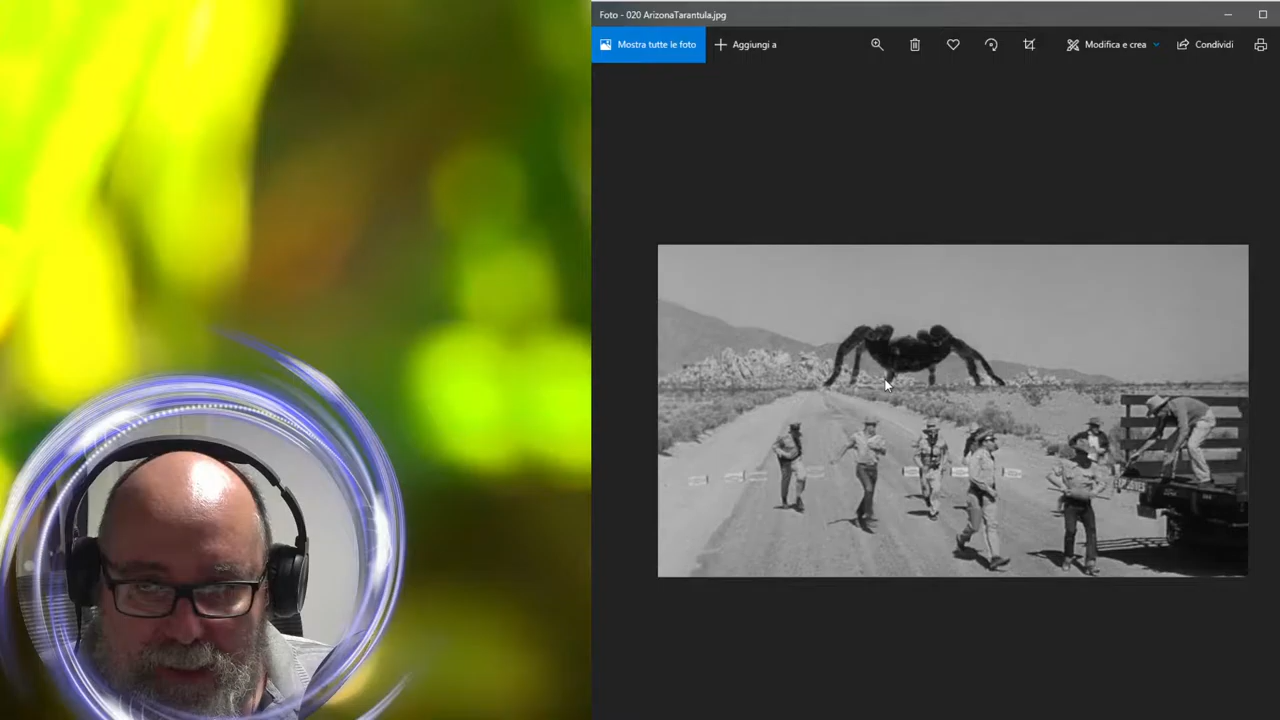 Foto - 020 ArizonaTarantula.jpg
Mostra tutte le foto
Aggiungi a
Modifica e crea
Condividi